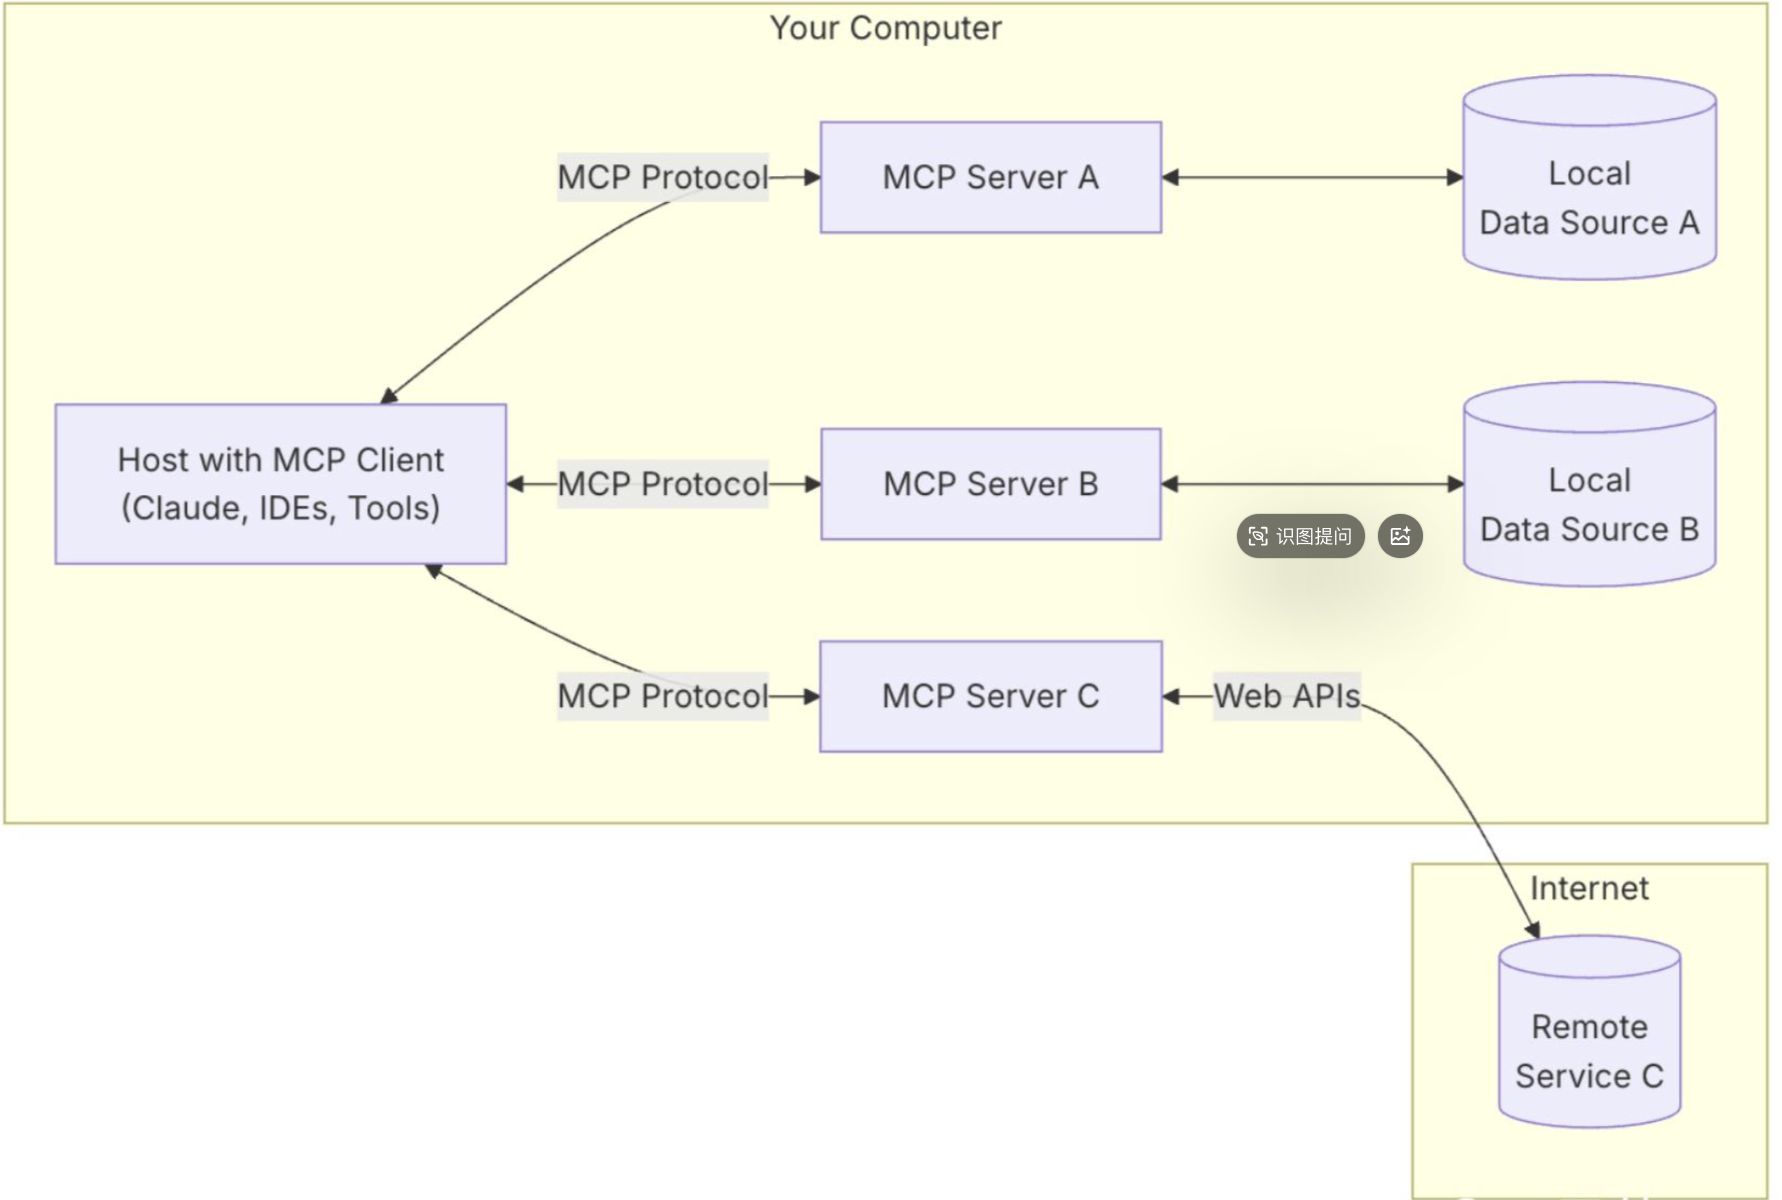 Your Computer
MCP Protocol
MCP Server A
Local
Data Source A
Host with MCP Client
(Claude, IDEs, Tools)
MCP Protocol
MCP Server B
Local
Data Source B
识图提问
MCP Protocol
MCP Server C
Web APIs
Internet
Remote
Service C